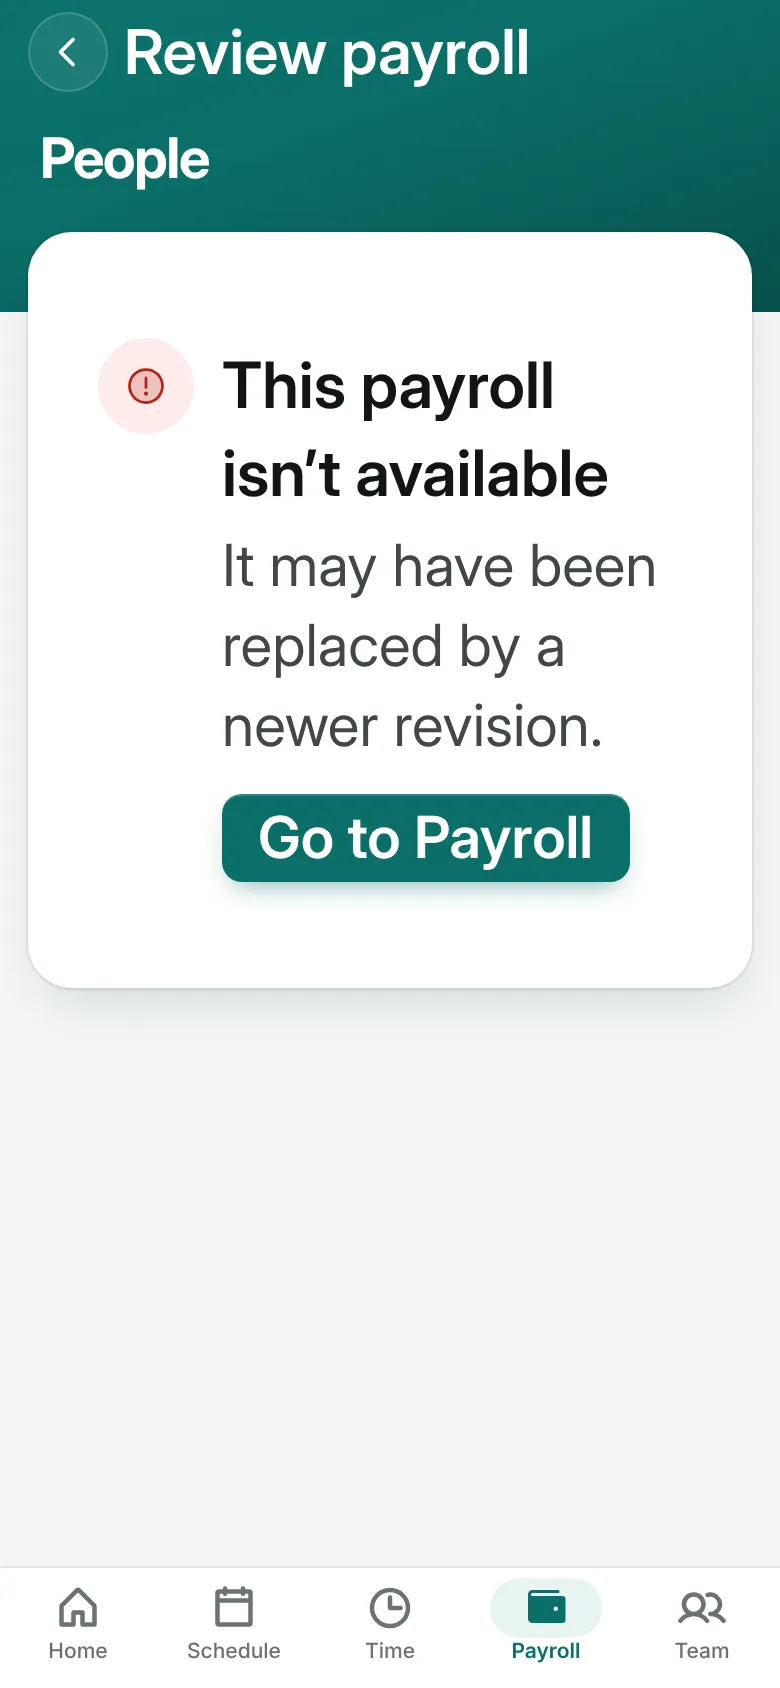 Review payroll
People
This payroll
isn’t available
It may have been
replaced by a
newer revision.
Go to Payroll
Home
Schedule
Time
Payroll
Team